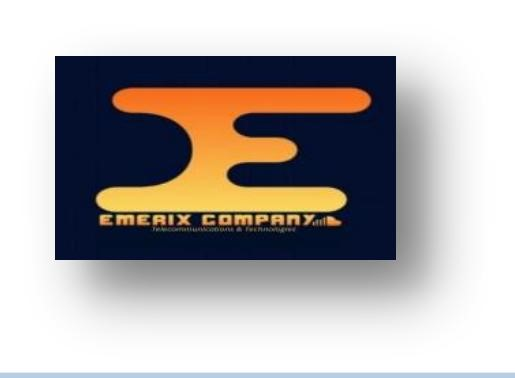 EMERIX COMPANY
Telecommunications & Technologies